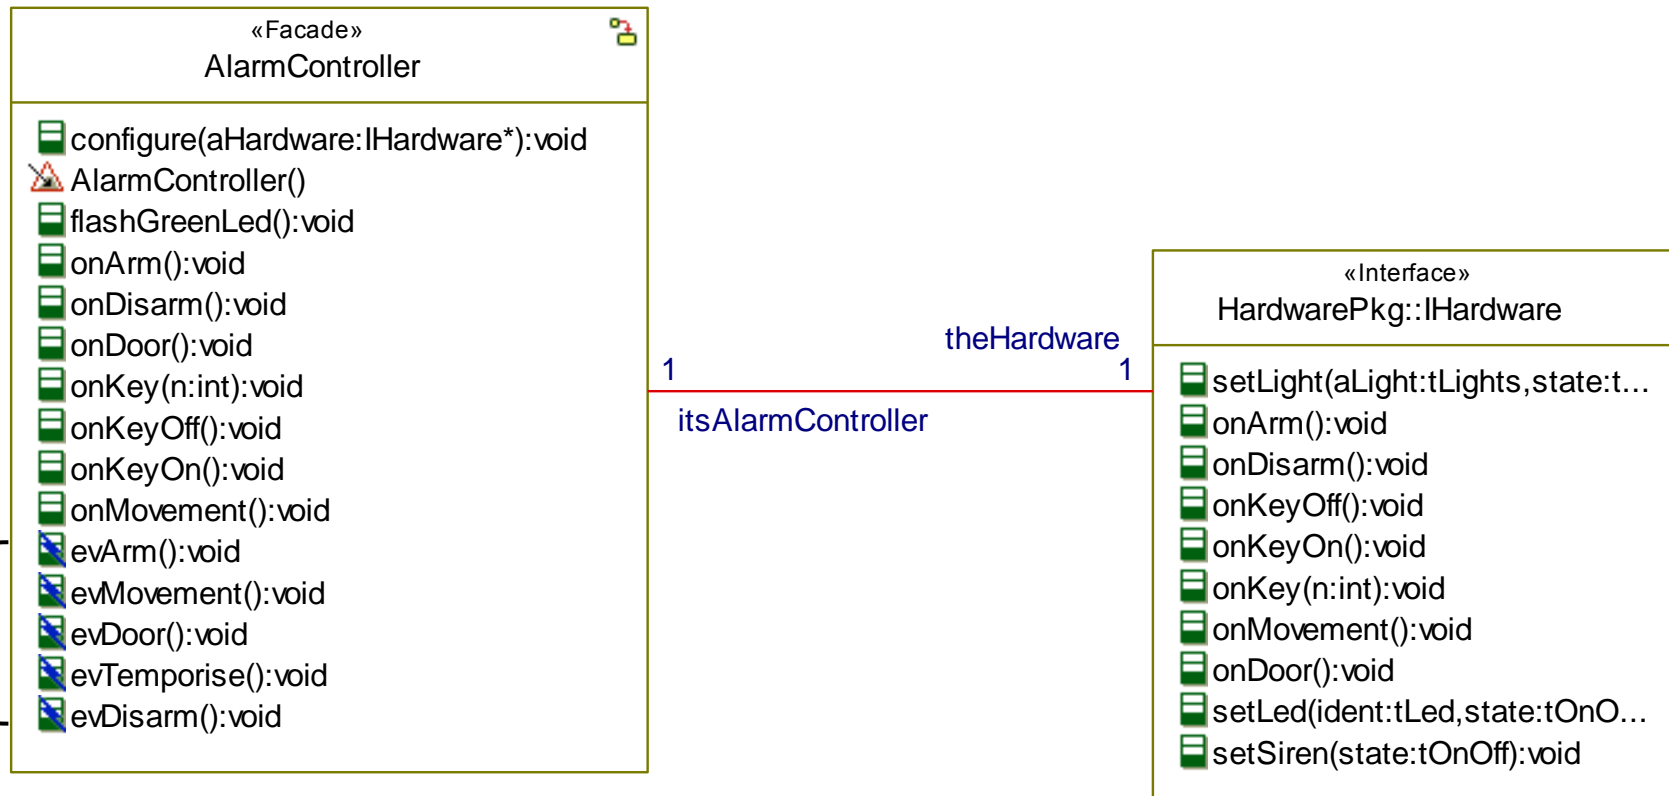 «Facade»
AlarmController
configure(aHardware:IHardware*):void
AlarmController()
flashGreenLed():void
onArm():void
onDisarm():void
onDoor():void
onKey(n:int):void
onKeyOff():void
onKeyOn():void
onMovement():void
evArm():void
evMovement():void
evDoor():void
evTemporise():void
evDisarm():void
theHardware
1
1
itsAlarmController
«Interface»
HardwarePkg::IHardware
setLight(aLight:tLights,state:t...
onArm():void
onDisarm():void
onKeyOff():void
onKeyOn():void
onKey(n:int):void
onMovement():void
onDoor():void
setLed(ident:tLed,state:tOnO...
setSiren(state:tOnOff):void